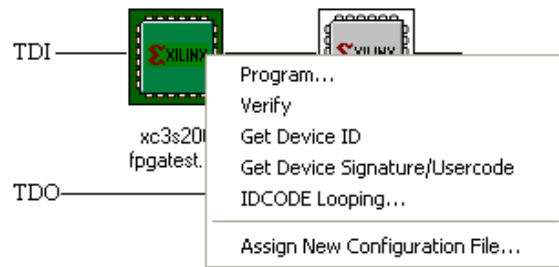 TDI
XILINX
XILINX
Program...
Verify
xc3s20
Get Device ID
fpgatest.
Get Device Signature/Usercode
TDO
IDCODE Looping...
Assign New Configuration File...